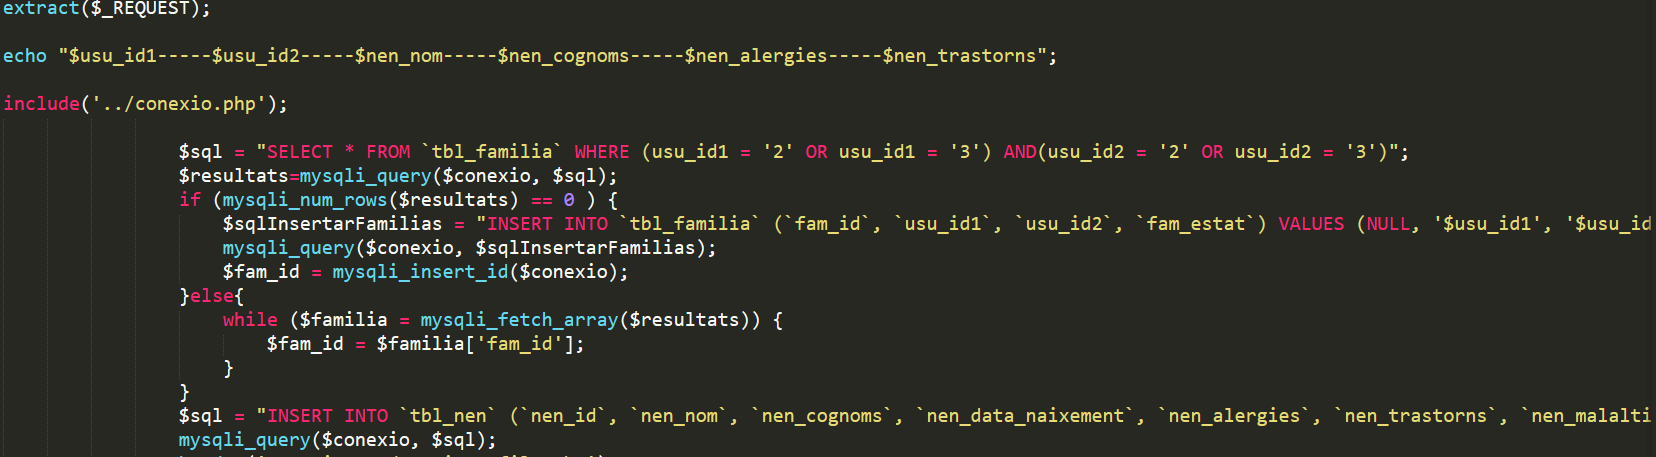 extract($_REQUEST);
echo "$usu_id1-----$usu_id2-----$nen_nom-----$nen_cognoms-----$nen_alergies-----$nen_trastorns";
include('../conexio.php');
$sql = "SELECT * FROM `tbl_familia` WHERE (usu_id1 = '2' OR usu_id1 = '3') AND(usu_id2 = '2' OR usu_id2 = '3')";
$resultats=mysqli_query($conexio, $sql);
if (mysqli_num_rows($resultats) == 0 ) {
$sqlInsertarFamilias = "INSERT INTO `tbl_familia` (`fam_id`, `usu_id1`, `usu_id2`, `fam_estat`) VALUES (NULL, '$usu_id1', '$usu_id
mysqli_query($conexio, $sqlInsertarFamilias);
$fam_id = mysqli_insert_id($conexio);
}else{
while ($familia = mysqli_fetch_array($resultats)) {
$fam_id = $familia['fam_id'];
}
}
$sql = "INSERT INTO `tbl_nen` (`nen_id`, `nen_nom`, `nen_cognoms`, `nen_data_naixement`, `nen_alergies`, `nen_trastorns`, `nen_malalti
mysqli_query($conexio, $sql);